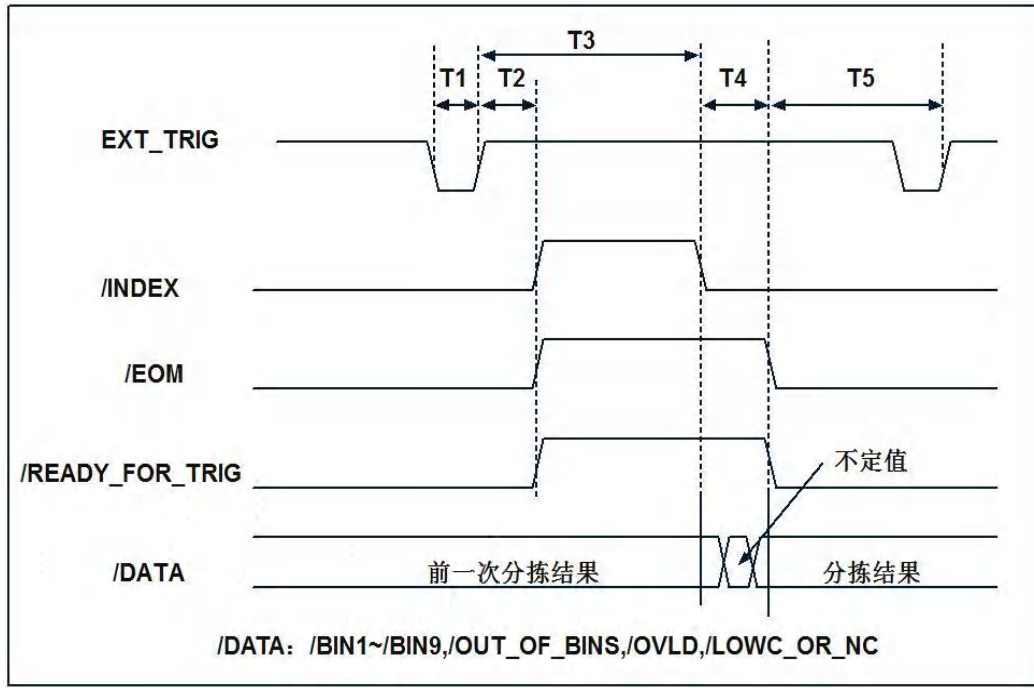 T3
T1 T2 T4 T5
EXT_TRIG
/INDEX
/EOM
/READY_FOR_TRIG
不定值
/DATA
前一次分拣结果
分拣结果
/DATA：/BIN1~/BIN9,/OUT_OF_BINS,/OVLD,/LOWC_OR_NC